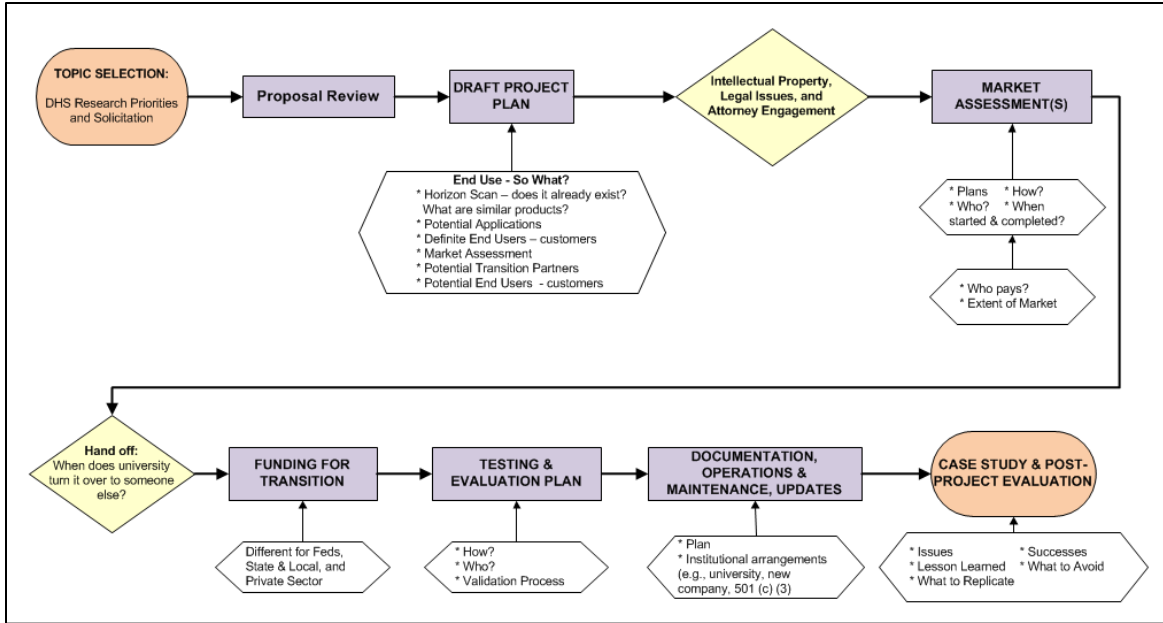 TOPIC SELECTION:
DHS Research Priorities
and Solicitation
Proposal Review
DRAFT PROJECT
PLAN
Intellectual Property,
Legal Issues, and
Attorney Engagement
MARKET
ASSESSMENT(S)
End Use - So What?
* Horizon Scan – does it already exist?
What are similar products?
* Potential Applications
* Definite End Users – customers
* Market Assessment
* Potential Transition Partners
* Potential End Users - customers
* Plans * How?
* Who? * When
started & completed?
* Who pays?
* Extent of Market
Hand off:
When does university
turn it over to someone
else?
FUNDING FOR
TRANSITION
TESTING &
EVALUATION PLAN
DOCUMENTATION,
OPERATIONS &
MAINTENANCE, UPDATES
CASE STUDY & POST-
PROJECT EVALUATION
Different for Feds,
State & Local, and
Private Sector
* How?
* Who?
* Validation Process
* Plan
* Institutional arrangements
(e.g., university, new
company, 501 (c) (3)
* Issues * Successes
* Lesson Learned * What to Avoid
* What to Replicate